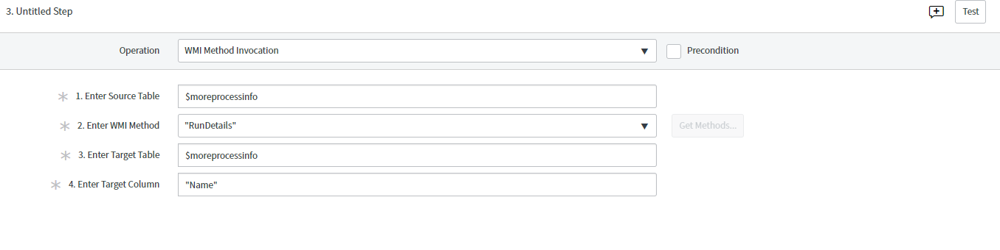 3. Untitled Step
Test
Operation
WMI Method Invocation
Precondition
1. Enter Source Table
$moreprocessinfo
2. Enter WMI Method
"RunDetails"
Get Methods...
3. Enter Target Table
$moreprocessinfo
4. Enter Target Column
"Name"